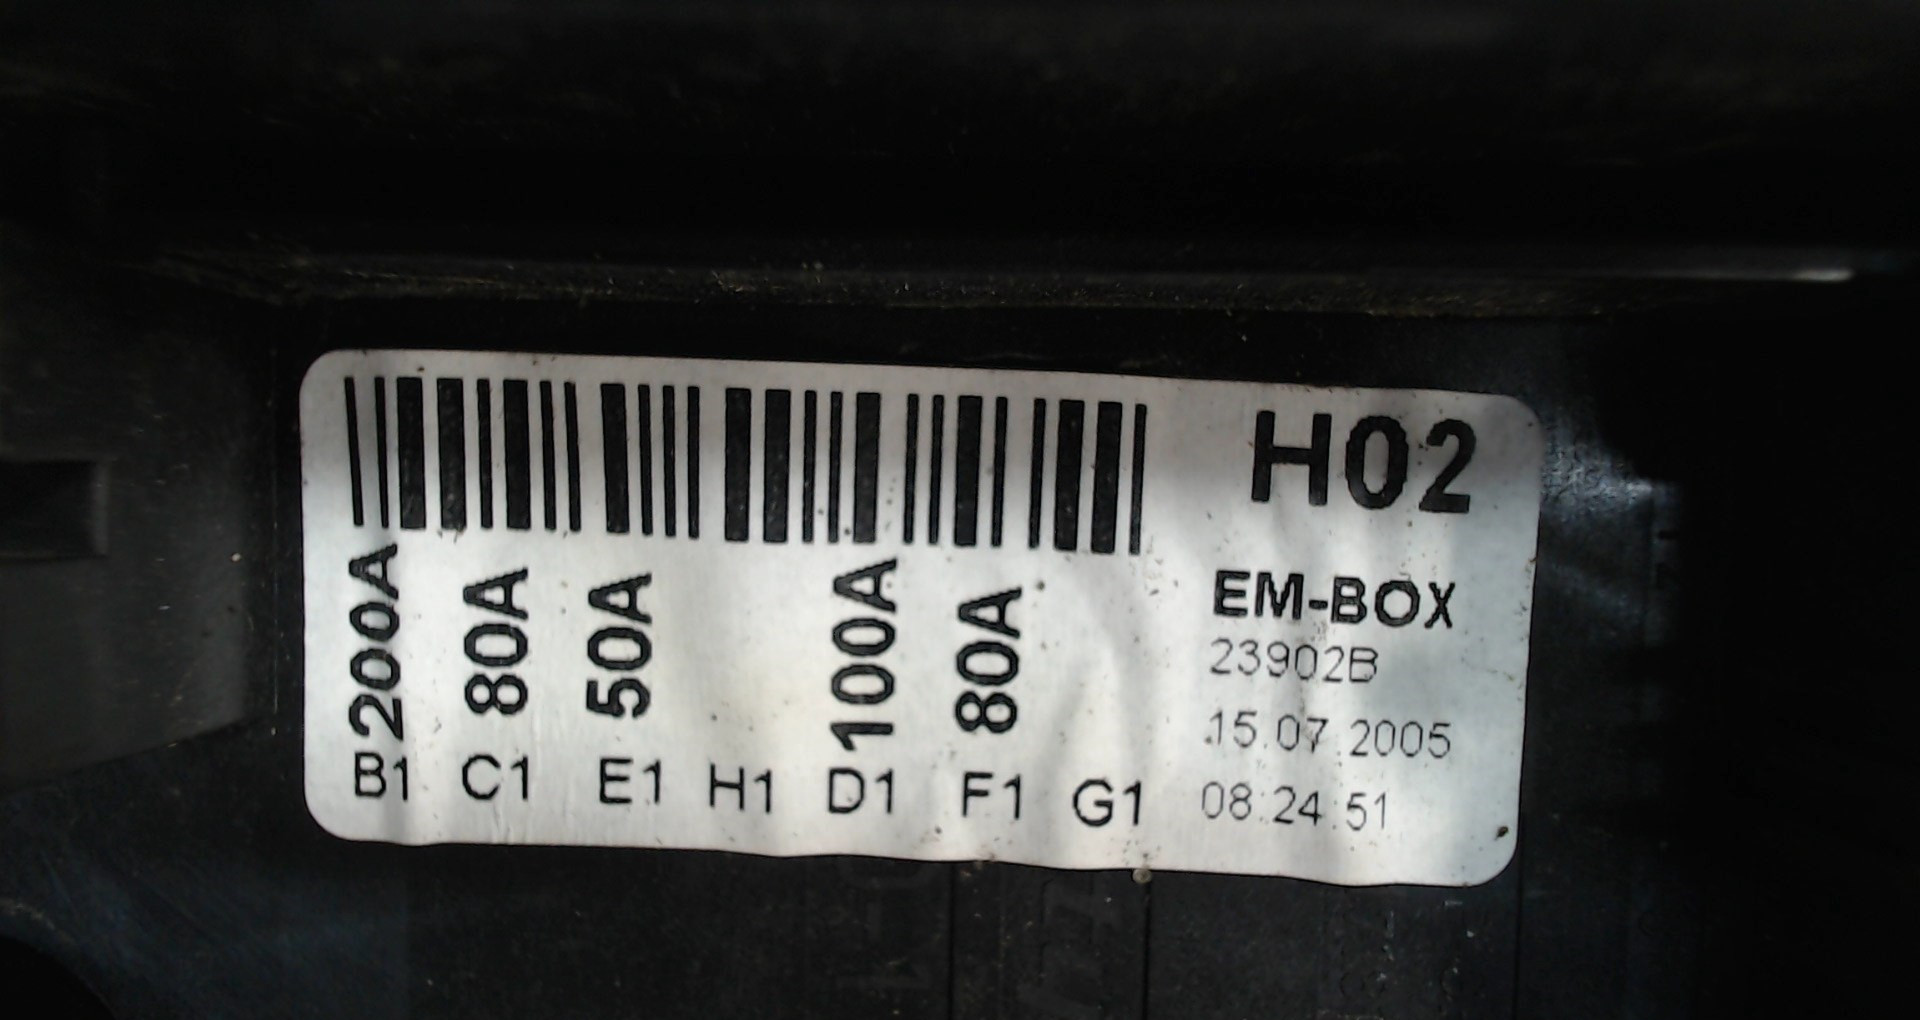 H02
200A 80A 50A 100A 80A
B1 C1 E1 H1 D1 F1 G1
EM-BOX
23902B
15.07.2005
08:24:51